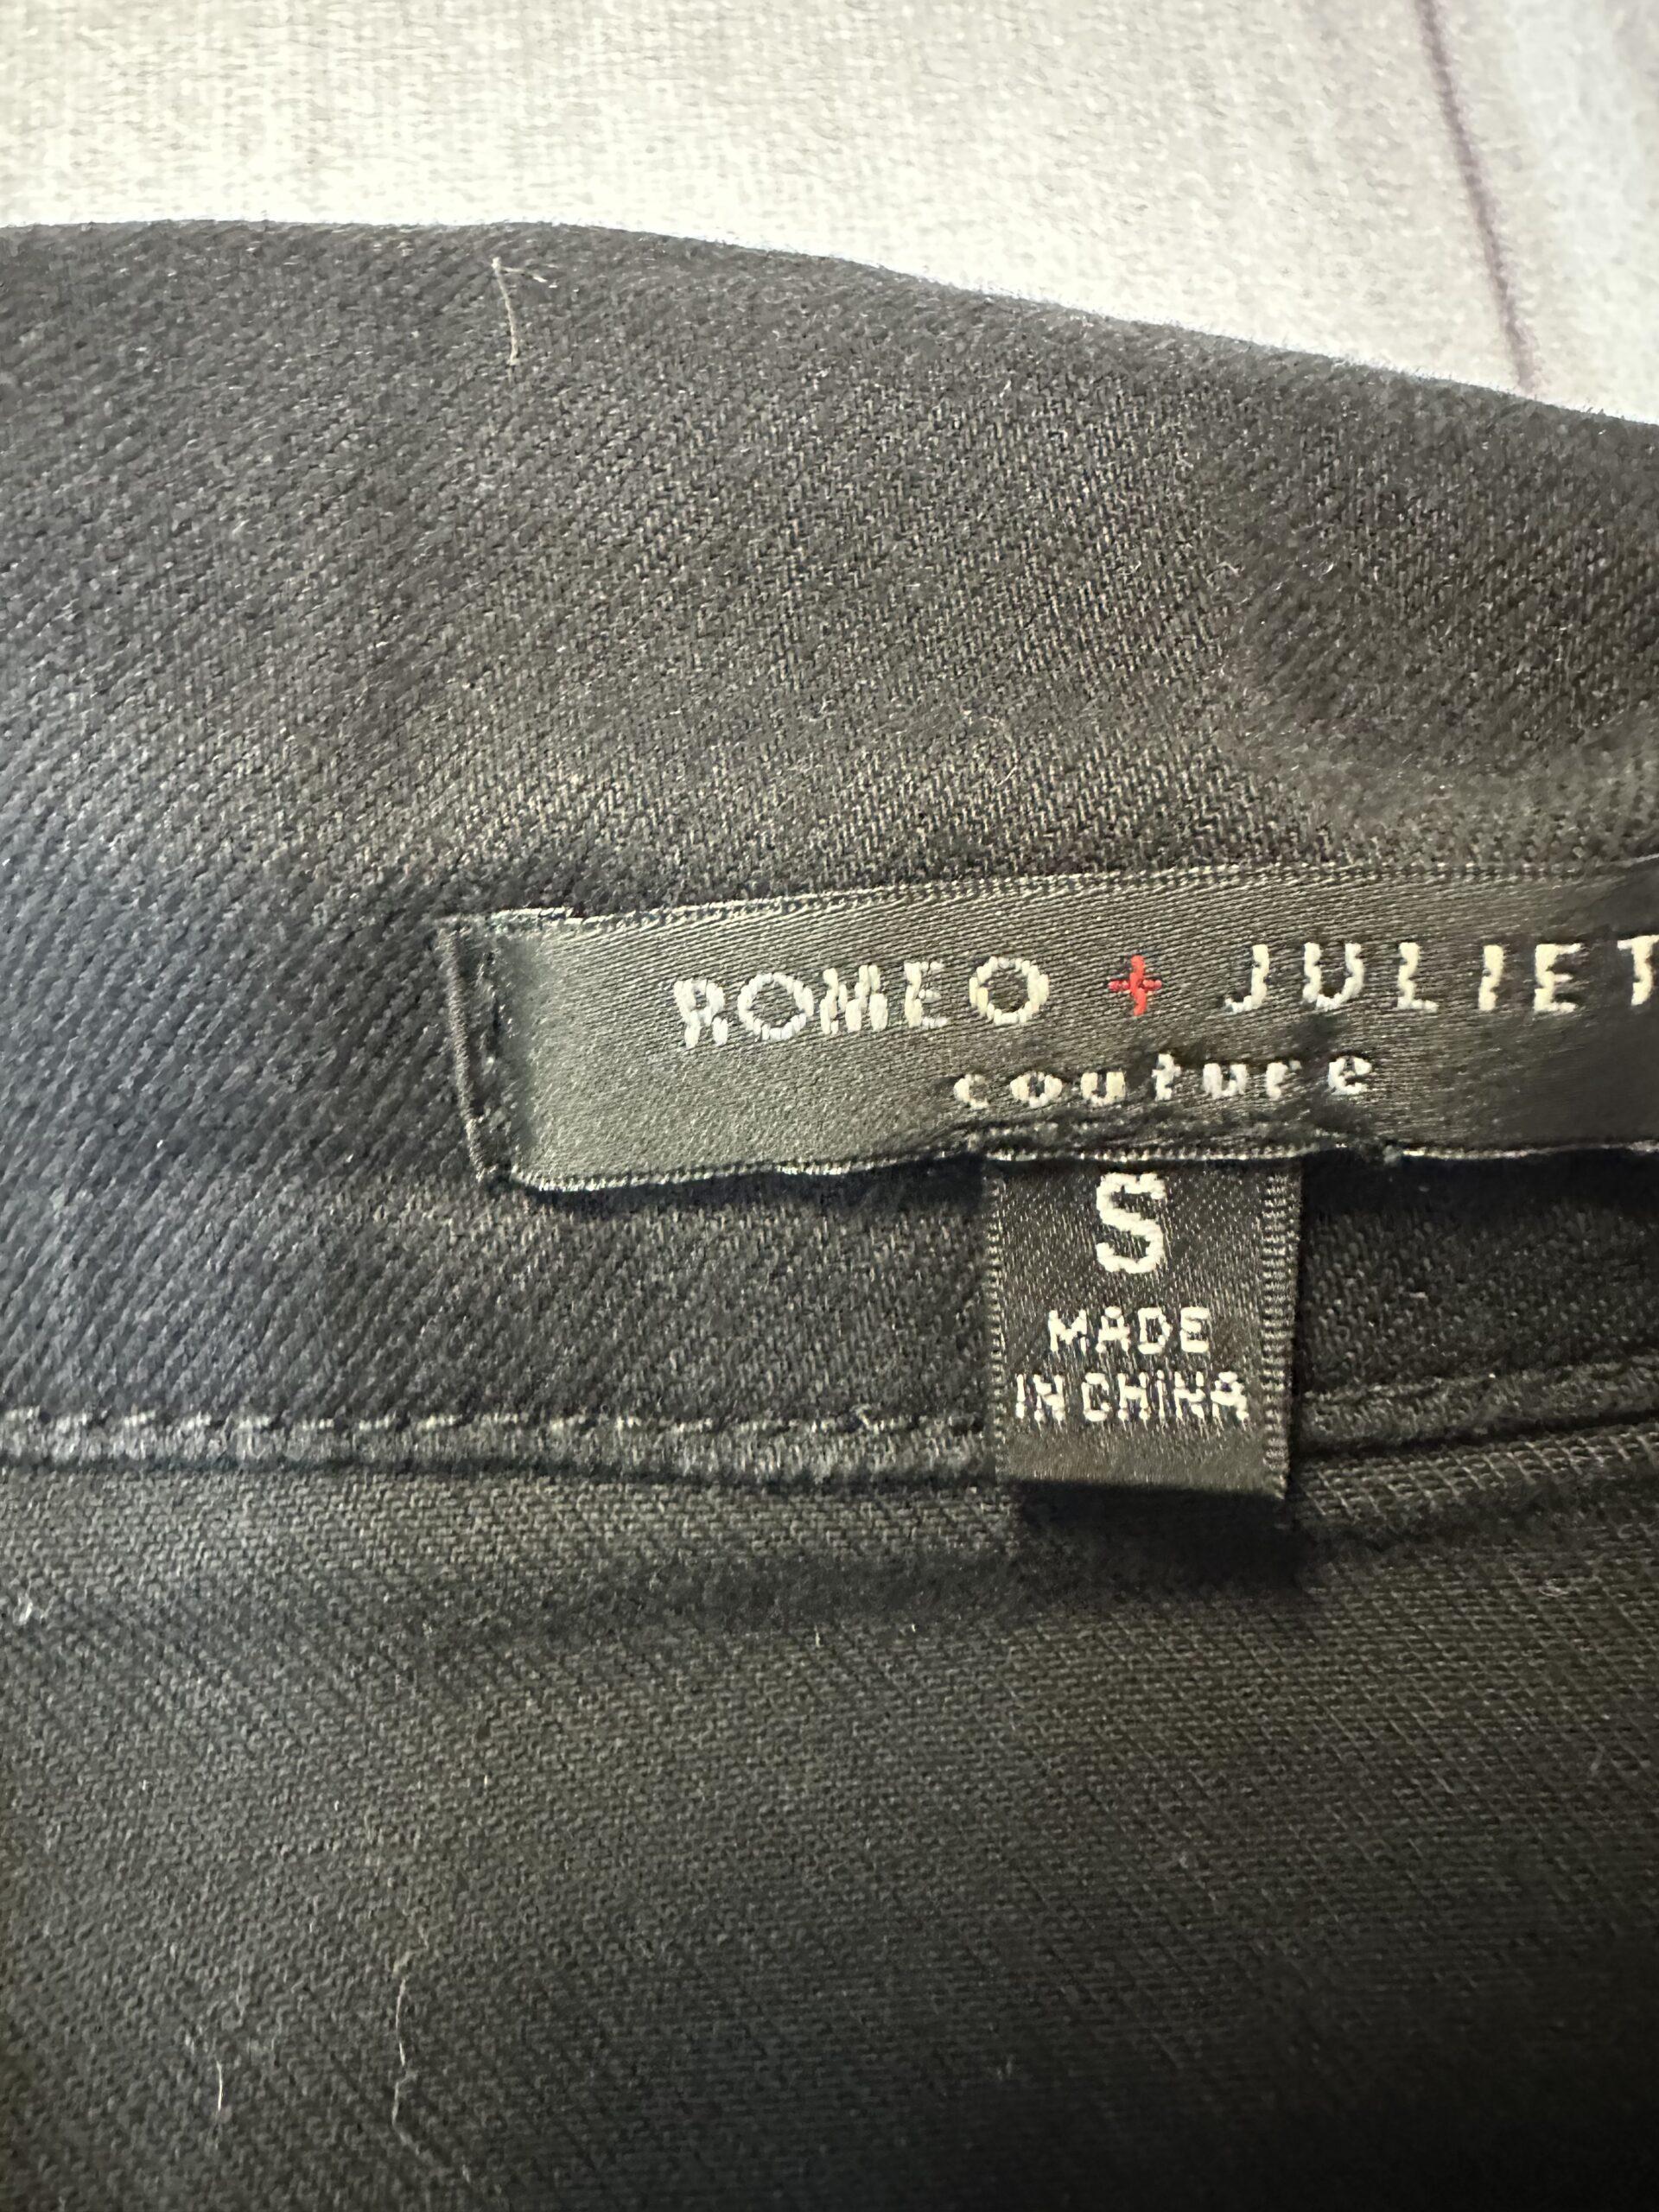 ROMEO + JULIET
couture
S
MADE
IN CHINA